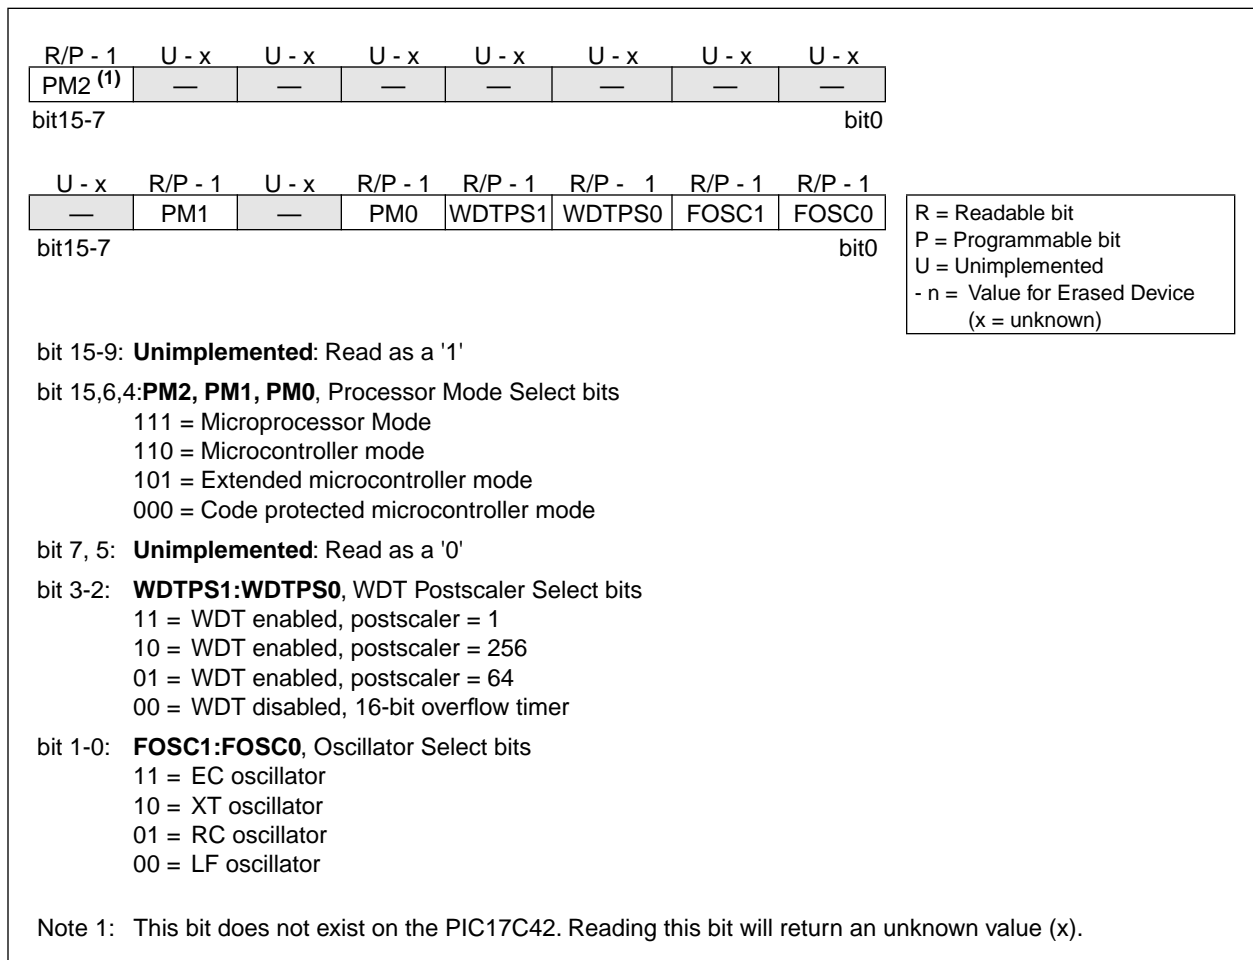 R/P - 1 U - x U - x U - x U - x U - x U - x U - x
PM2 (1) — — — — — — —
bit15-7 bit0
U - x R/P - 1 U - x R/P - 1 R/P - 1 R/P - 1 R/P - 1 R/P - 1
— PM1 — PM0 WDTPS1 WDTPS0 FOSC1 FOSC0
bit15-7 bit0
R = Readable bit
P = Programmable bit
U = Unimplemented
- n = Value for Erased Device
(x = unknown)
bit 15-9: Unimplemented: Read as a '1'
bit 15,6,4:PM2, PM1, PM0, Processor Mode Select bits
111 = Microprocessor Mode
110 = Microcontroller mode
101 = Extended microcontroller mode
000 = Code protected microcontroller mode
bit 7, 5: Unimplemented: Read as a '0'
bit 3-2: WDTPS1:WDTPS0, WDT Postscaler Select bits
11 = WDT enabled, postscaler = 1
10 = WDT enabled, postscaler = 256
01 = WDT enabled, postscaler = 64
00 = WDT disabled, 16-bit overflow timer
bit 1-0: FOSC1:FOSC0, Oscillator Select bits
11 = EC oscillator
10 = XT oscillator
01 = RC oscillator
00 = LF oscillator
Note 1: This bit does not exist on the PIC17C42. Reading this bit will return an unknown value (x).